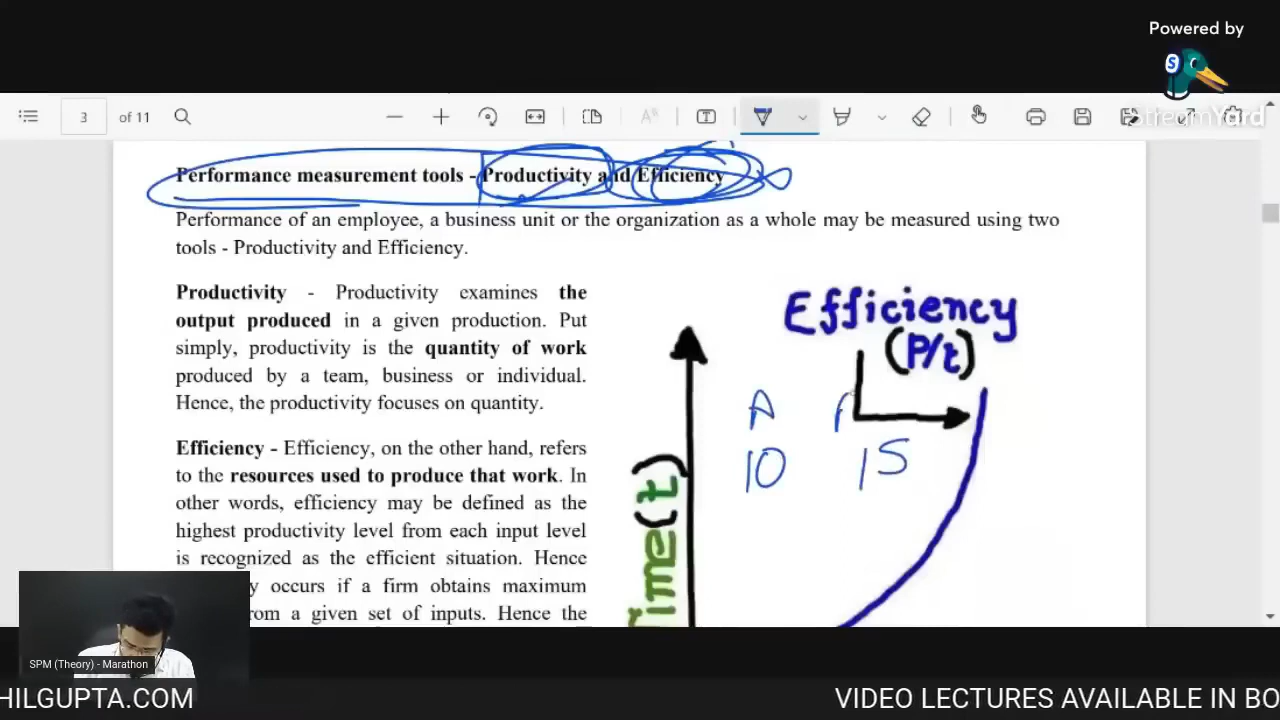 Powered by
S
StreamYard
3
of 11
Performance measurement tools - Productivity and Efficiency
Performance of an employee, a business unit or the organization as a whole may be measured using two
tools - Productivity and Efficiency.
Productivity - Productivity examines the
output produced in a given production. Put
simply, productivity is the quantity of work
produced by a team, business or individual.
Hence, the productivity focuses on quantity.
Efficiency - Efficiency, on the other hand, refers
to the resources used to produce that work. In
other words, efficiency may be defined as the
highest productivity level from each input level
is recognized as the efficient situation. Hence
occurs if a firm obtains maximum
from a given set of inputs. Hence the
Efficiency
(P/t)
A
10 15
Time(t)
SPM (Theory) - Marathon
HILGUPTA.COM
VIDEO LECTURES AVAILABLE IN BO